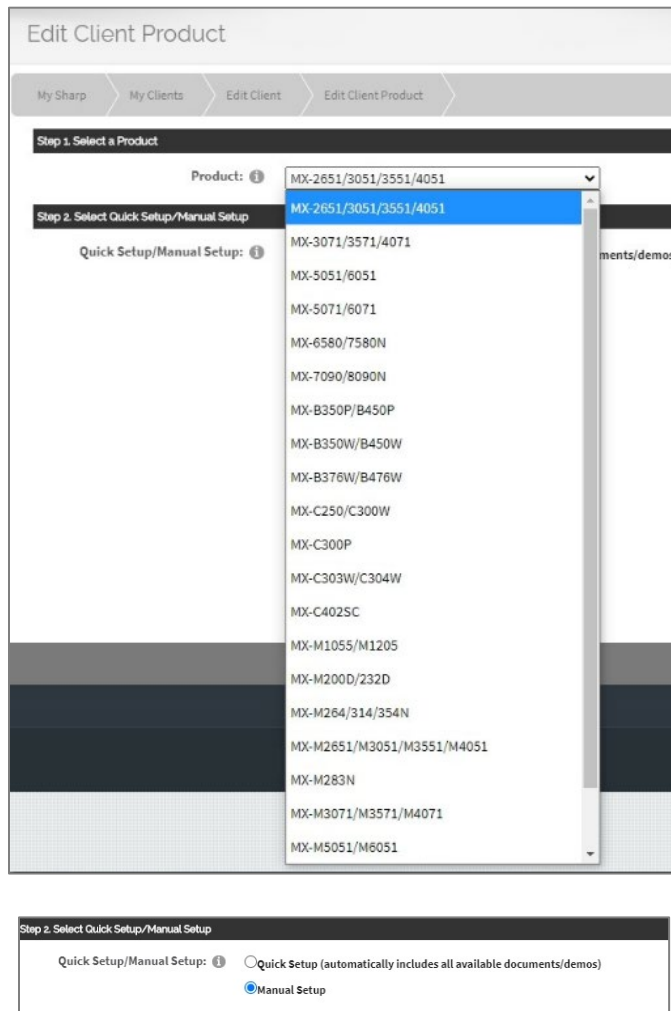 Edit Client Product
My Sharp My Clients Edit Client Edit Client Product
Step 1. Select a Product
Product: MX-2651/3051/3551/4051
MX-2651/3051/3551/4051
Step 2. Select Quick Setup/Manual Setup
MX-3071/3571/4071
Quick Setup/Manual Setup: ments/demos
MX-5051/6051
MX-5071/6071
MX-6580/7580N
MX-7090/8090N
MX-B350P/B450P
MX-B350W/B450W
MX-B376W/B476W
MX-C250/C300W
MX-C300P
MX-C303W/C304W
MX-C402SC
MX-M1055/M1205
MX-M200D/232D
MX-M264/314/354N
MX-M2651/M3051/M3551/M4051
MX-M283N
MX-M3071/M3571/M4071
MX-M5051/M6051
Step 2. Select Quick Setup/Manual Setup
Quick Setup/Manual Setup: Quick Setup (automatically includes all available documents/demos)
Manual Setup